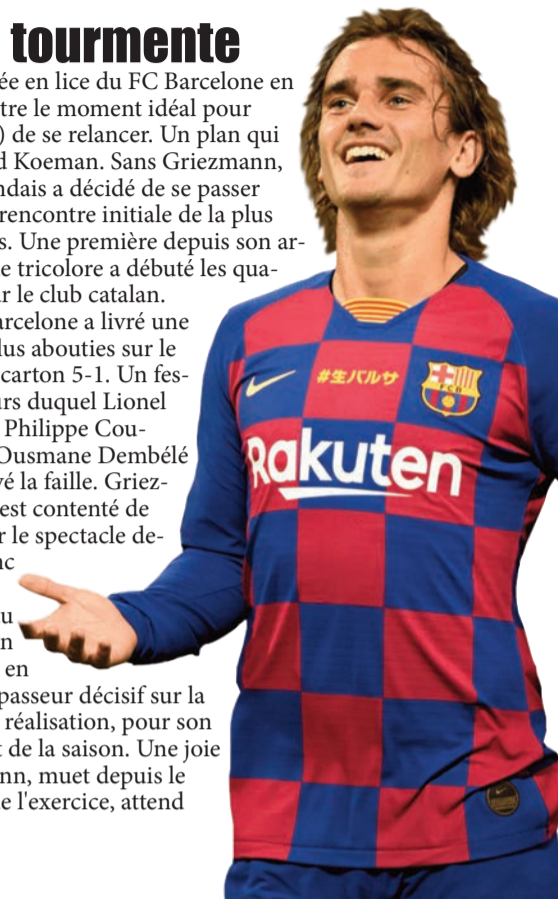 tourmente
ée en lice du FC Barcelone en
tre le moment idéal pour
) de se relancer. Un plan qui
d Koeman. Sans Griezmann,
ndais a décidé de se passer
rencontre initiale de la plus
s. Une première depuis son ar-
e tricolore a débuté les qua-
r le club catalan.
arcelone a livré une
lus abouties sur le
carton 5-1. Un fes-
urs duquel Lionel
Philippe Cou-
Ousmane Dembélé
vé la faille. Griez-
est contenté de
r le spectacle de-
nc
u
n
en
passeur décisif sur la
réalisation, pour son
t de la saison. Une joie
nn, muet depuis le
e l'exercice, attend
#生バルサ
FCB
Rakuten